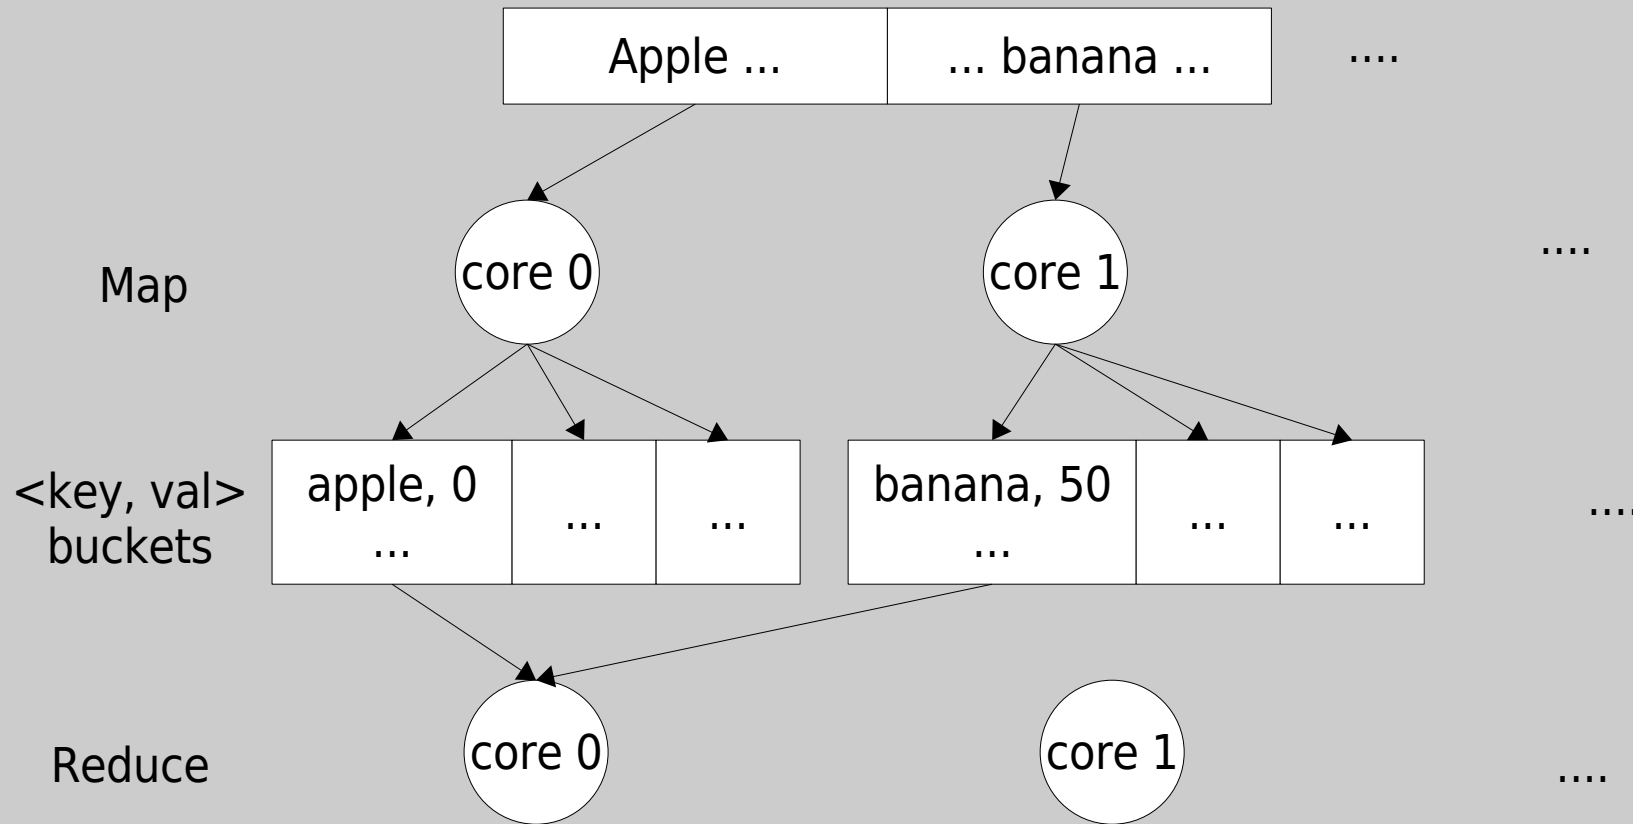 Apple ...
... banana ...
....
Map
core 0
core 1
....
<key, val>
buckets
apple, 0
...
...
...
banana, 50
...
...
...
....
Reduce
core 0
core 1
....